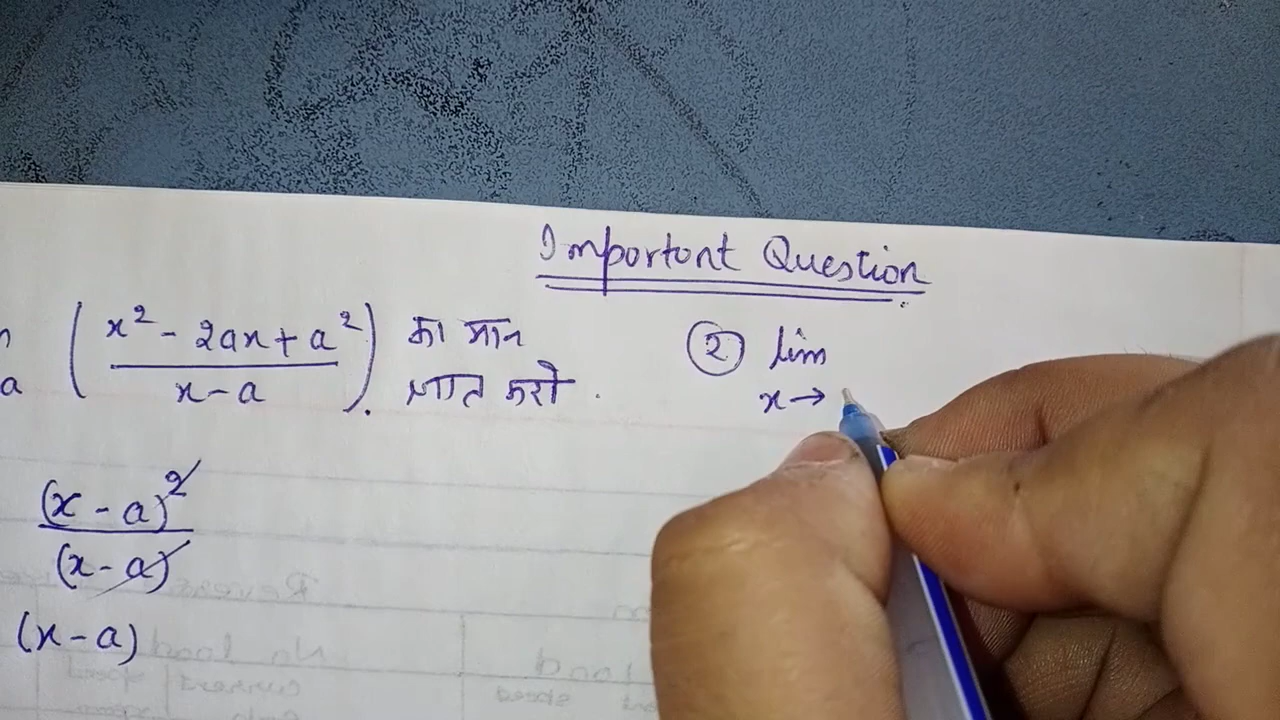 Important Question
n ( x² - 2ax + a² ) का मान
a x - a ज्ञात करो .
(x - a)²
(x - a)
(x - a)
② lim
x →